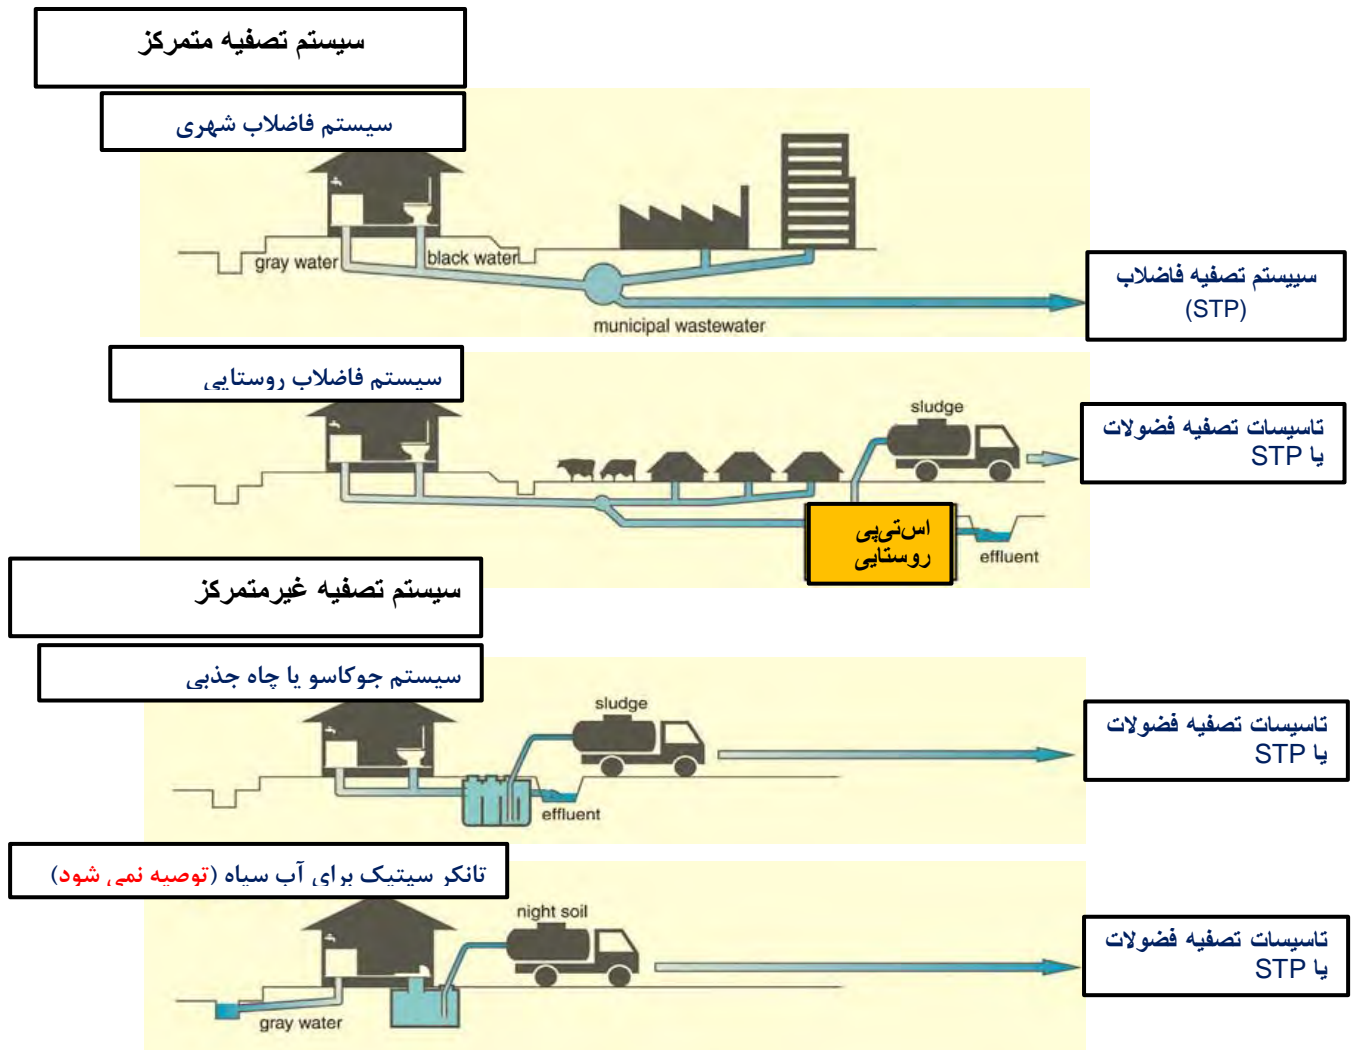 سیستم تصفیه متمرکز
سیستم فاضلاب شهری
gray water
black water
municipal wastewater
سییستم تصفیه فاضلاب
(STP)
سیستم فاضلاب روستایی
sludge
تاسیسات تصفیه فضولات
یا STP
اس‌تی‌پی
روستایی
effluent
سیستم تصفیه غیرمتمرکز
سیستم جوکاسو یا چاه جذبی
sludge
effluent
تاسیسات تصفیه فضولات
یا STP
تانکر سیتیک برای آب سیاه (توصیه نمی شود)
night soil
gray water
تاسیسات تصفیه فضولات
یا STP